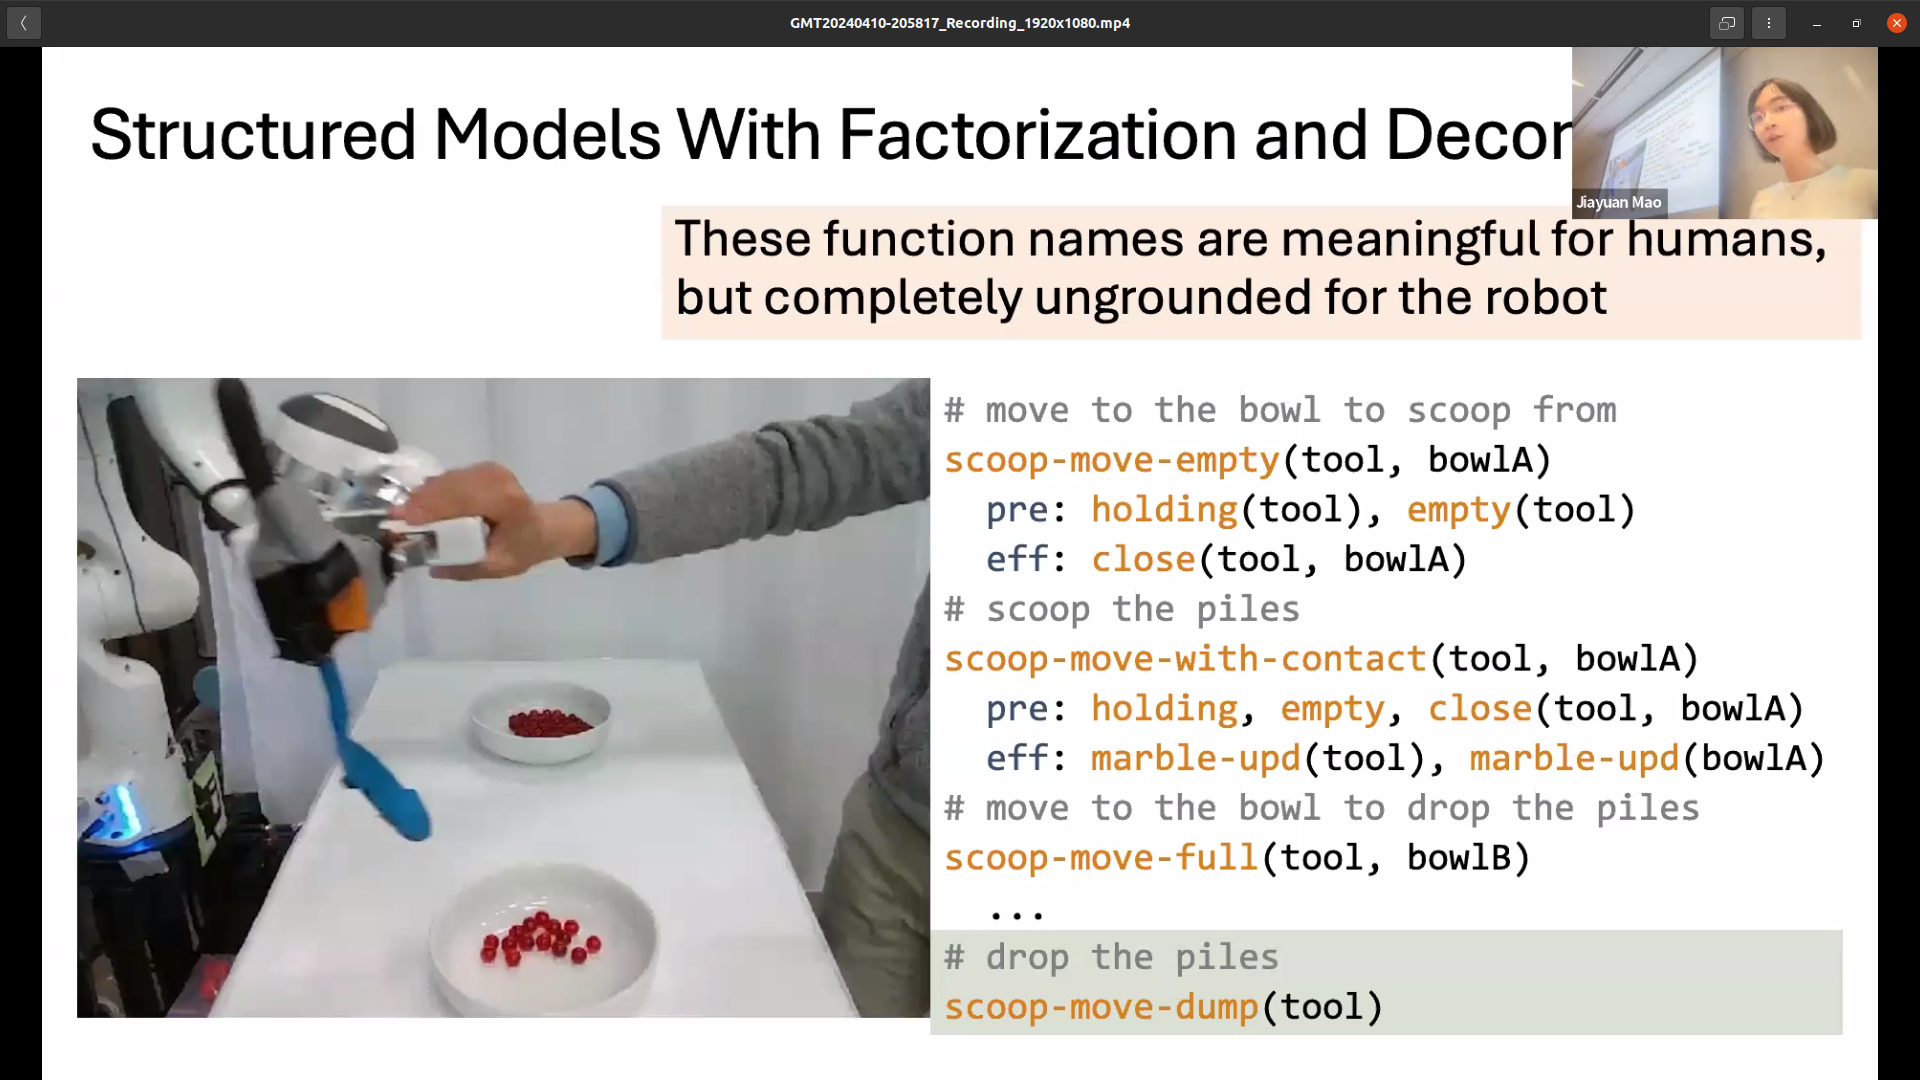 GMT20240410-205817_Recording_1920x1080.mp4
Structured Models With Factorization and
Jiayuan Mao
These function names are meaningful for humans,
but completely ungrounded for the robot
# move to the bowl to scoop from
scoop-move-empty(tool, bowlA)
pre: holding(tool), empty(tool)
eff: close(tool, bowlA)
# scoop the piles
scoop-move-with-contact(tool, bowlA)
pre: holding, empty, close(tool, bowlA)
eff: marble-upd(tool), marble-upd(bowlA)
# move to the bowl to drop the piles
scoop-move-full(tool, bowlB)
...
# drop the piles
scoop-move-dump(tool)